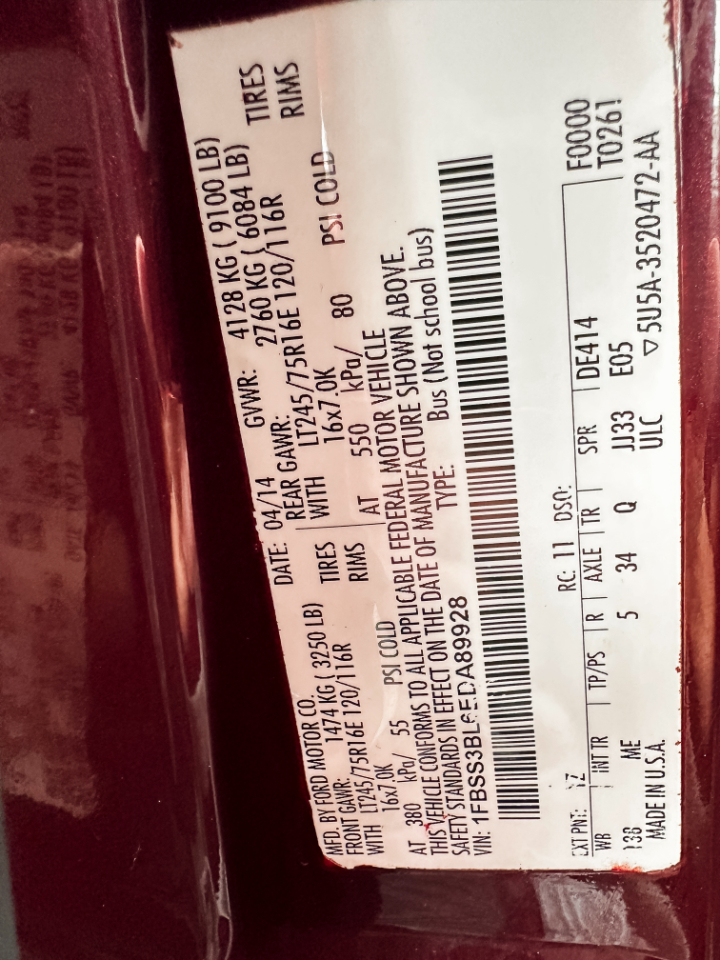 MFD. BY FORD MOTOR CO. DATE: 04/14 GVWR: 4128 KG ( 9100 LB)
FRONT GAWR: 1474 KG ( 3250 LB) REAR GAWR: 2760 KG ( 6084 LB)
WITH LT245/75R16E 120/116R TIRES WITH LT245/75R16E 120/116R TIRES
16x7.0K RIMS 16x7.0K RIMS
AT 380 kPa/ 55 PSI COLD AT 550 kPa/ 80 PSI COLD
THIS VEHICLE CONFORMS TO ALL APPLICABLE FEDERAL MOTOR VEHICLE
SAFETY STANDARDS IN EFFECT ON THE DATE OF MANUFACTURE SHOWN ABOVE.
VIN: 1FBSS3BL6EDA89928 TYPE: Bus (Not school bus)
EXT PNT: RC: 11 DSO: F0000
WB INT TR TP/PS R AXLE TR SPR DE414 T0261
138 ME 5 34 Q JJ33 E05
MADE IN U.S.A. ULC ▽5U5A-3520472-AA